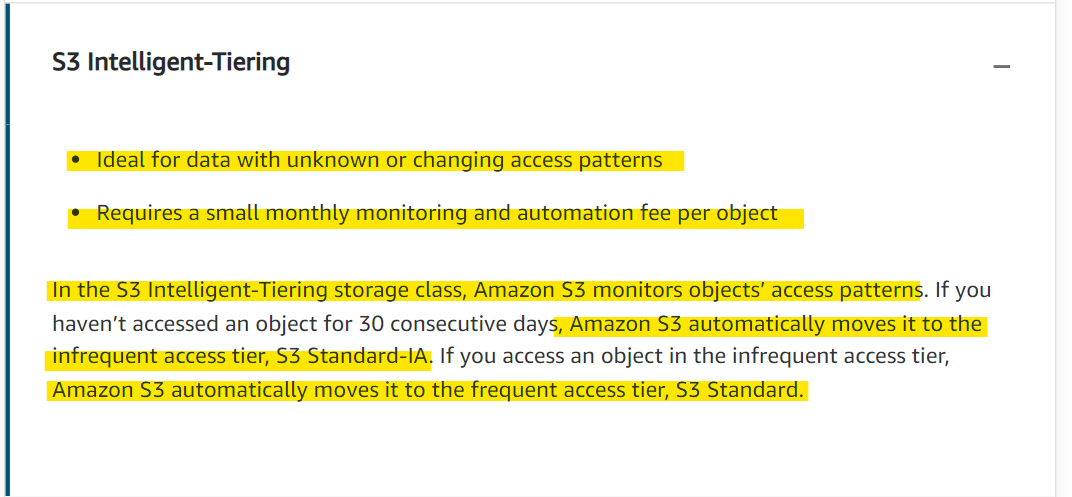 S3 Intelligent-Tiering
• Ideal for data with unknown or changing access patterns
• Requires a small monthly monitoring and automation fee per object
In the S3 Intelligent-Tiering storage class, Amazon S3 monitors objects’ access patterns. If you
haven’t accessed an object for 30 consecutive days, Amazon S3 automatically moves it to the
infrequent access tier, S3 Standard-IA. If you access an object in the infrequent access tier,
Amazon S3 automatically moves it to the frequent access tier, S3 Standard.